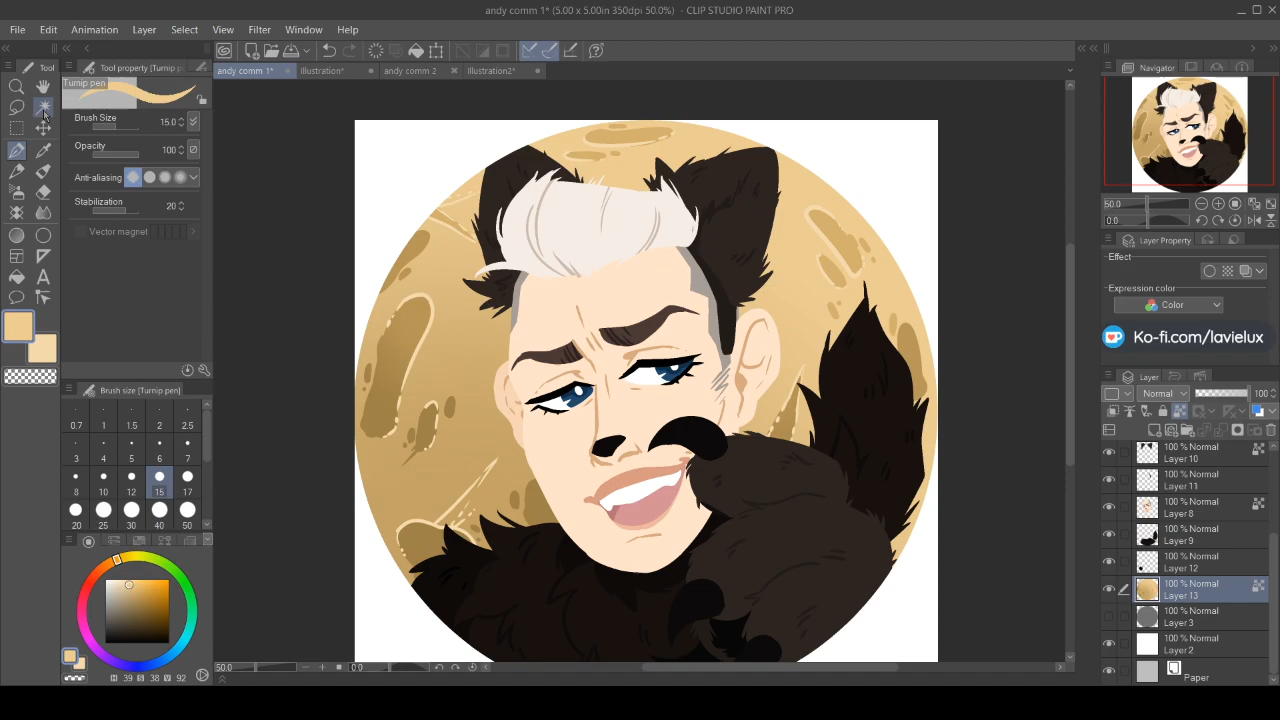 andy comm 1* (5.00 x 5.00in 350dpi 50.0%)  - CLIP STUDIO PAINT PRO
File Edit Animation Layer Select View Filter Window Help
Tool
Tool property [Turnip p
andy comm 1* Illustration* andy comm 2 Illustration2*
Navigator
Turnip pen
Brush Size 15.0
Opacity 100
Anti-aliasing
Stabilization 20
Vector magnet
50.0
0.0
Layer Property
Effect
Expression color
Color
Ko-fi.com/lavielux
Layer
Normal 100
Brush size [Turnip pen]
0.7 1 1.5 2 2.5
3 4 5 6 7
8 10 12 15 17
20 25 30 40 50
100 % Normal
Layer 10
100 % Normal
Layer 11
100 % Normal
Layer 8
100 % Normal
Layer 9
100 % Normal
Layer 12
100 % Normal
Layer 13
100 % Normal
Layer 3
100 % Normal
Layer 2
Paper
50.0 0.0
H 39 S 38 V 92